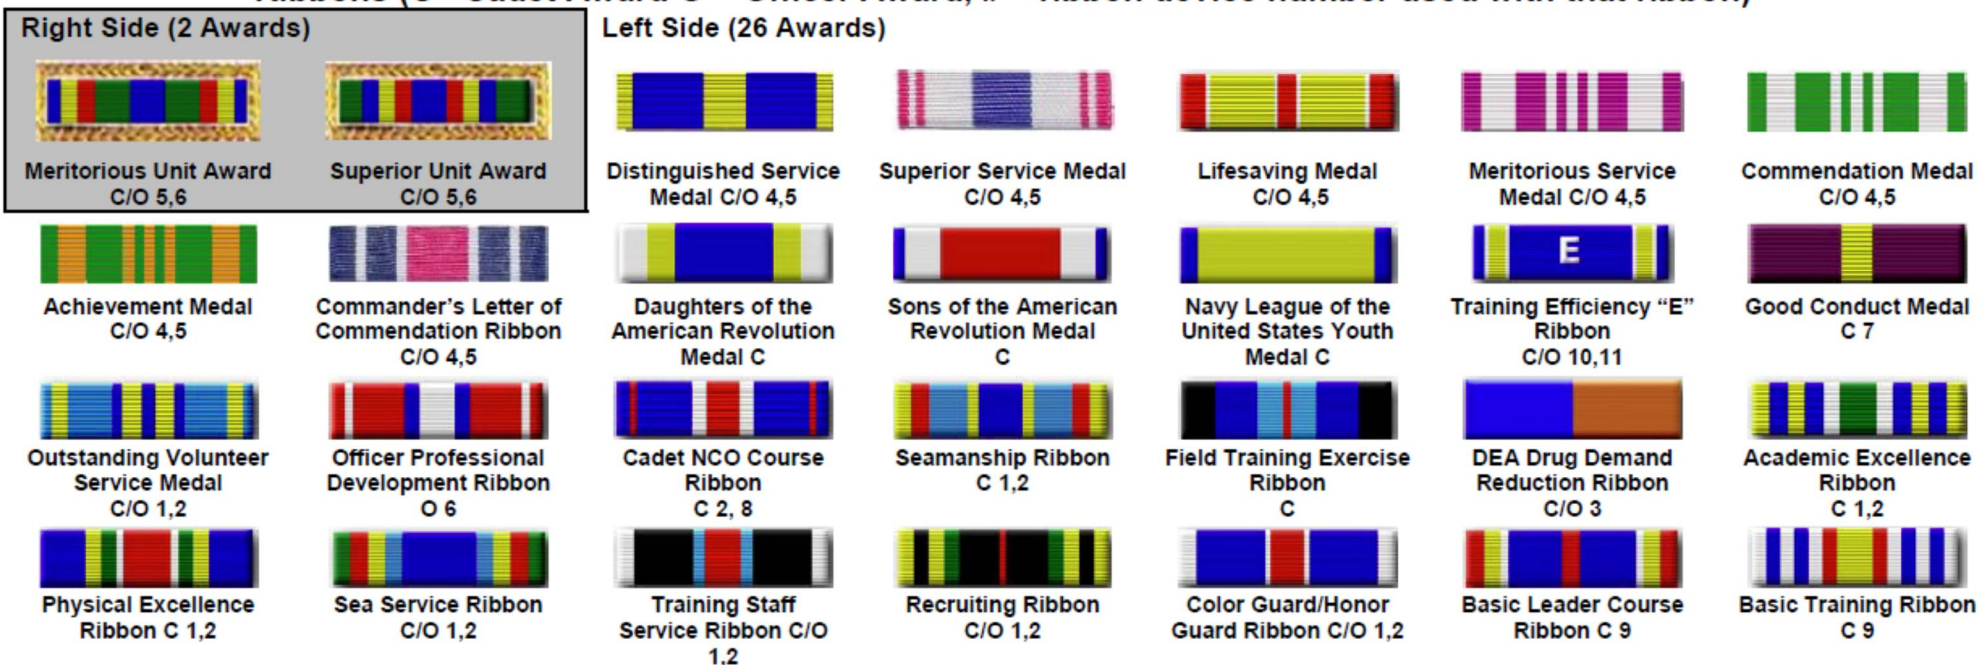 Right Side (2 Awards)
Left Side (26 Awards)
Meritorious Unit Award
C/O 5,6
Superior Unit Award
C/O 5,6
Distinguished Service
Medal C/O 4,5
Superior Service Medal
C/O 4,5
Lifesaving Medal
C/O 4,5
Meritorious Service
Medal C/O 4,5
Commendation Medal
C/O 4,5
Achievement Medal
C/O 4,5
Commander's Letter of
Commendation Ribbon
C/O 4,5
Daughters of the
American Revolution
Medal C
Sons of the American
Revolution Medal
C
Navy League of the
United States Youth
Medal C
E
Training Efficiency “E”
Ribbon
C/O 10,11
Good Conduct Medal
C 7
Outstanding Volunteer
Service Medal
C/O 1,2
Officer Professional
Development Ribbon
O 6
Cadet NCO Course
Ribbon
C 2, 8
Seamanship Ribbon
C 1,2
Field Training Exercise
Ribbon
C
DEA Drug Demand
Reduction Ribbon
C/O 3
Academic Excellence
Ribbon
C 1,2
Physical Excellence
Ribbon C 1,2
Sea Service Ribbon
C/O 1,2
Training Staff
Service Ribbon C/O
1,2
Recruiting Ribbon
C/O 1,2
Color Guard/Honor
Guard Ribbon C/O 1,2
Basic Leader Course
Ribbon C 9
Basic Training Ribbon
C 9